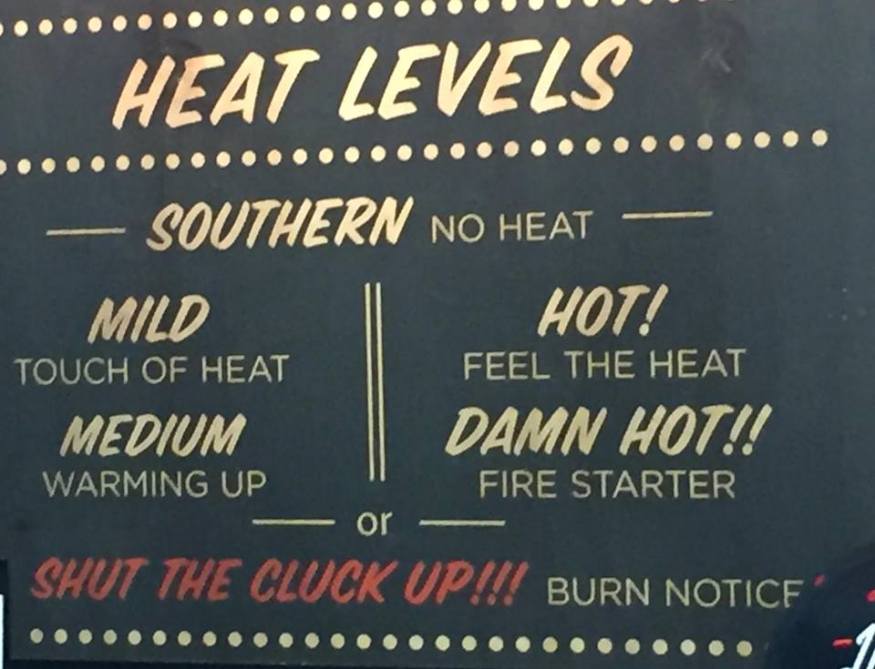 HEAT LEVELS
SOUTHERN NO HEAT
MILD
TOUCH OF HEAT
MEDIUM
WARMING UP
HOT!
FEEL THE HEAT
DAMN HOT!!
FIRE STARTER
or
SHUT THE CLUCK UP!!! BURN NOTICE